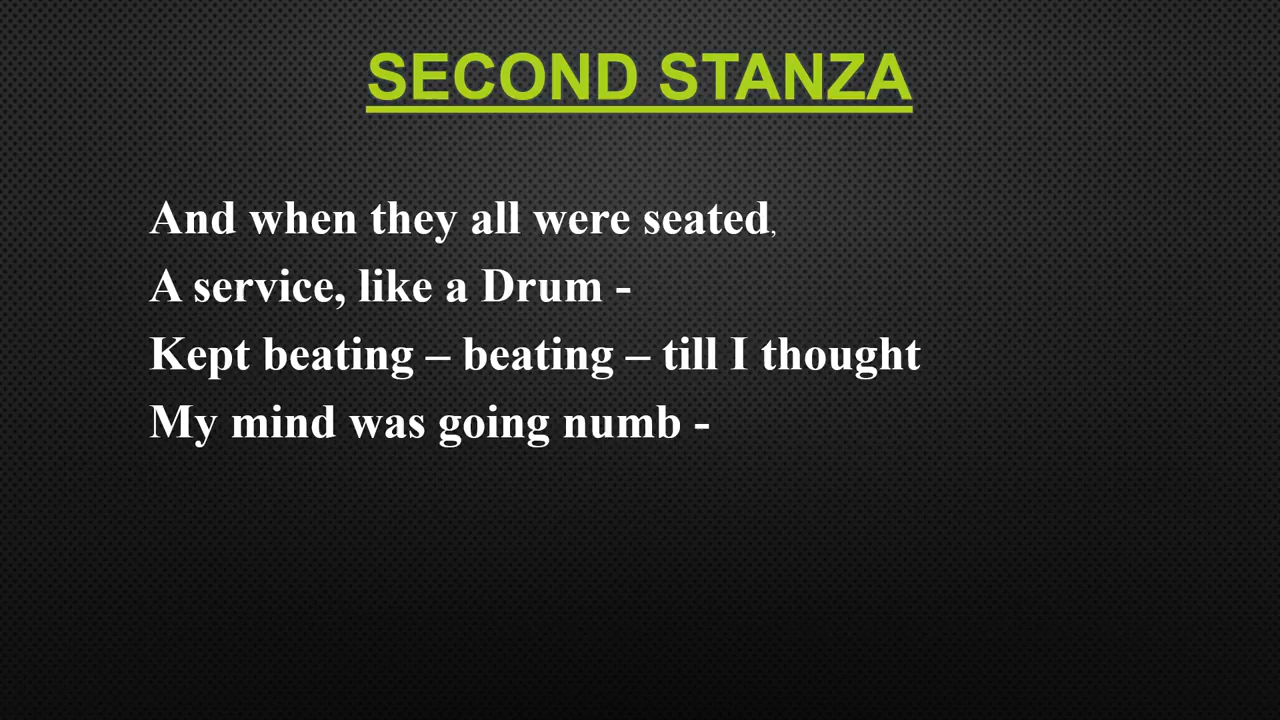 SECOND STANZA
And when they all were seated,
A service, like a Drum -
Kept beating – beating – till I thought
My mind was going numb -